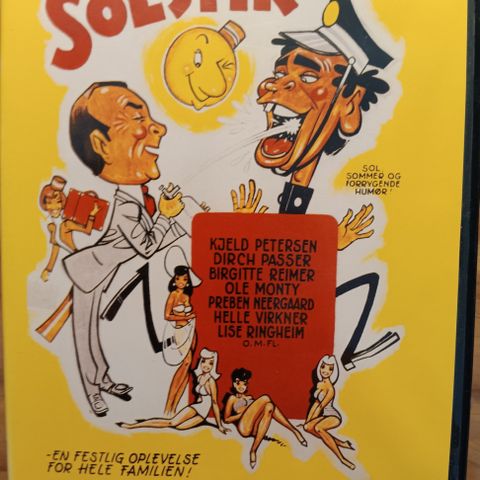 SOLSTIK
SOL,
SOMMER OG
FORRYGENDE
HUMØR!
KJELD PETERSEN
DIRCH PASSER
BIRGITTE REIMER
OLE MONTY
PREBEN NEERGAARD
HELLE VIRKNER
LISE RINGHEIM
O.M.FL.
-EN FESTLIG OPLEVELSE
FOR HELE FAMILIEN!